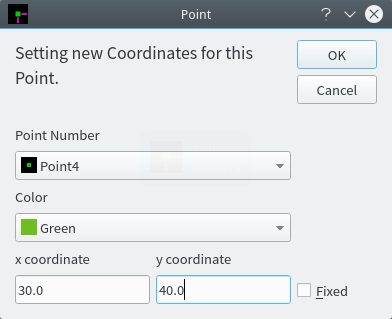 Point
Setting new Coordinates for this
Point.
OK
Cancel
Point Number
Point4
Color
Green
x coordinate
y coordinate
30.0
40.0
Fixed